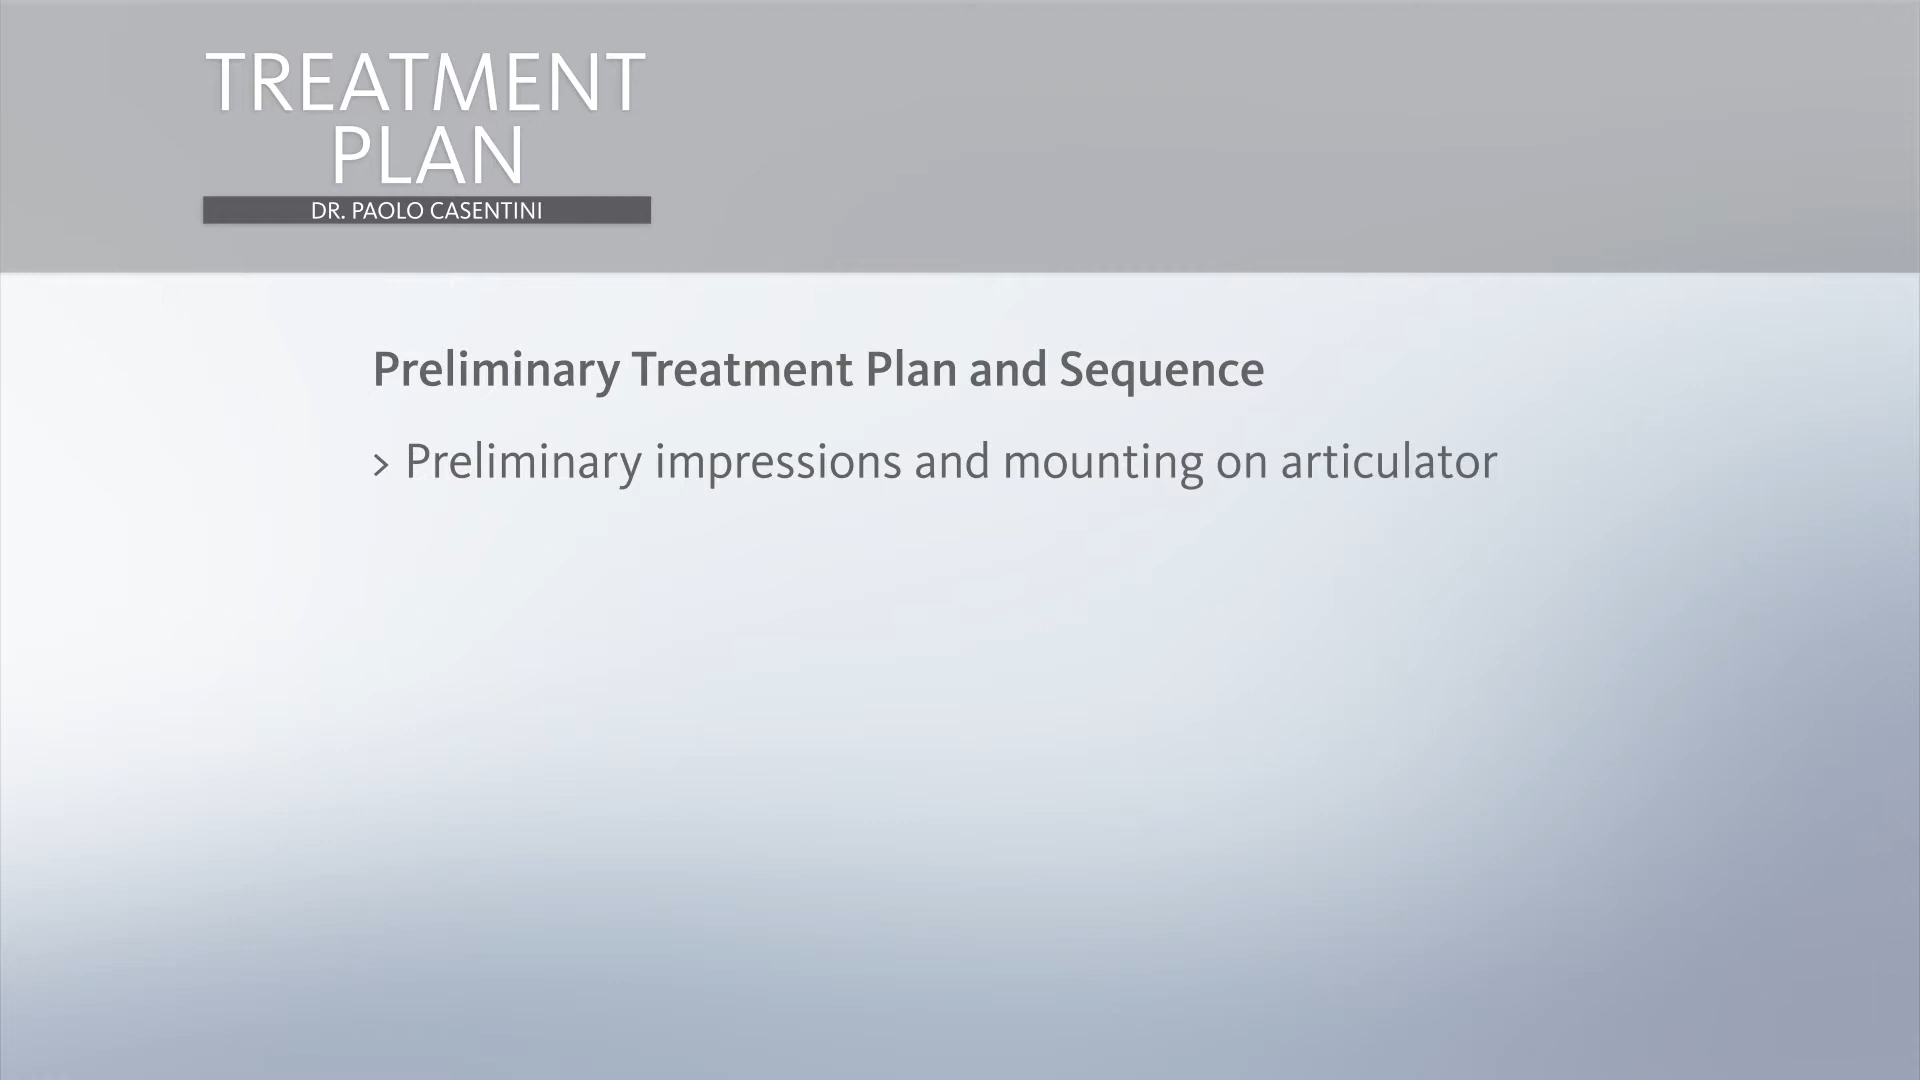 TREATMENT
PLAN
DR. PAOLO CASENTINI
Preliminary Treatment Plan and Sequence
> Preliminary impressions and mounting on articulator